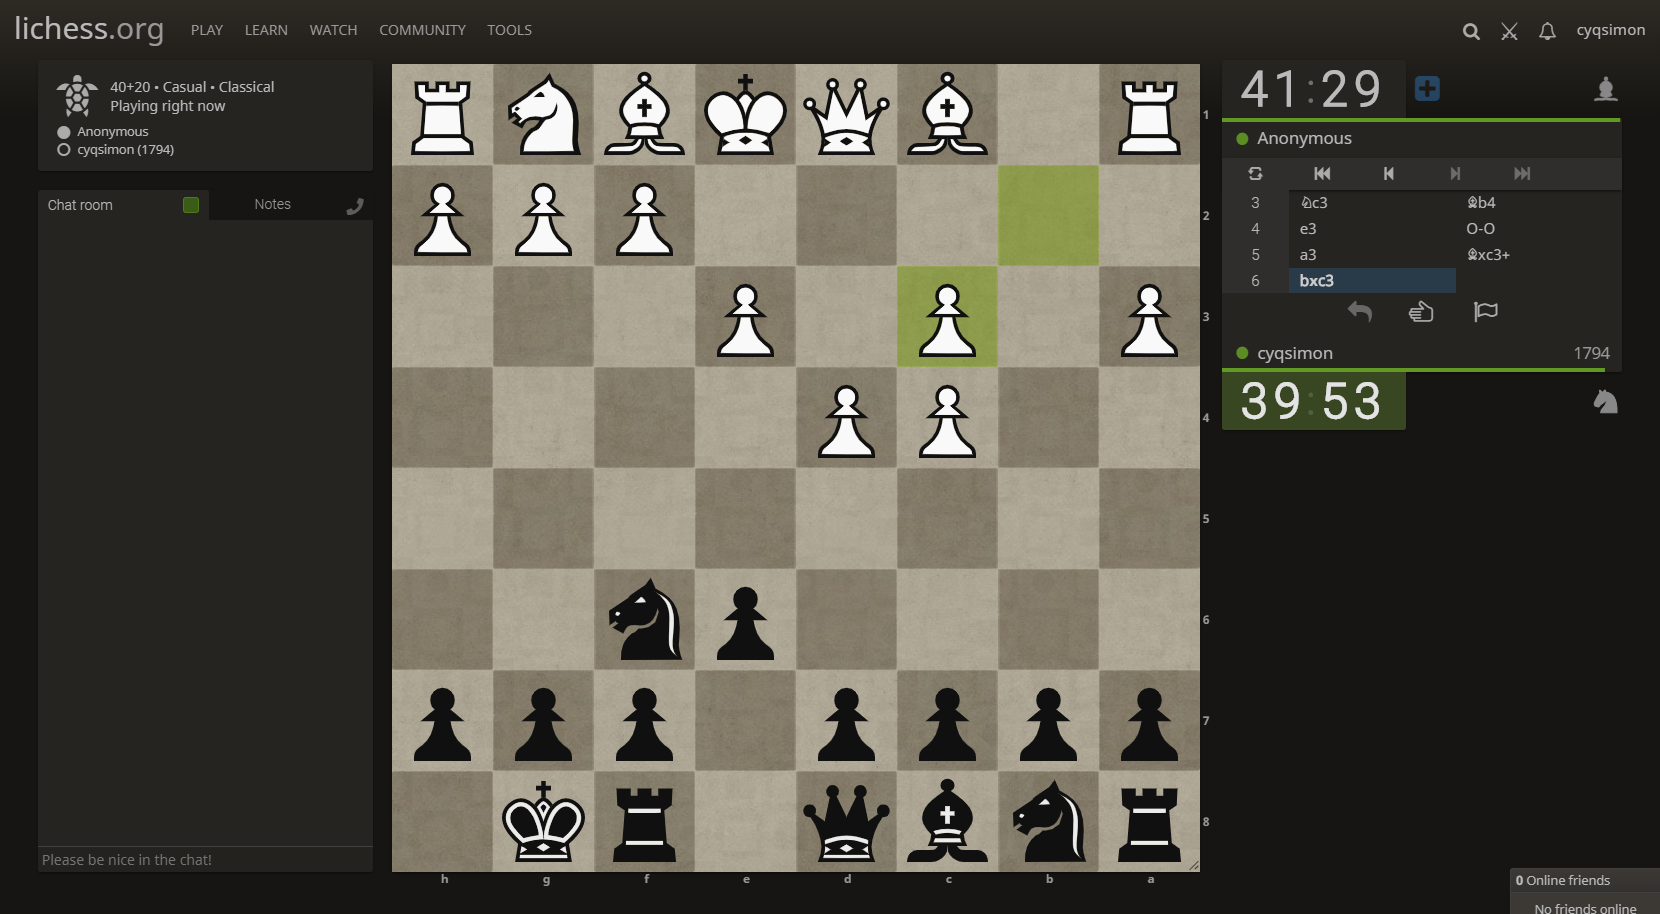 lichess.org PLAY LEARN WATCH COMMUNITY TOOLS cyqsimon
40+20 • Casual • Classical
Playing right now
Anonymous
cyqsimon (1794)
Chat room Notes
Please be nice in the chat!
1
2
3
4
5
6
7
8
h g f e d c b a
41:29
Anonymous
3 ♘c3 ♗b4
4 e3 O-O
5 a3 ♗xc3+
6 bxc3
cyqsimon 1794
39:53
0 Online friends
No friends online